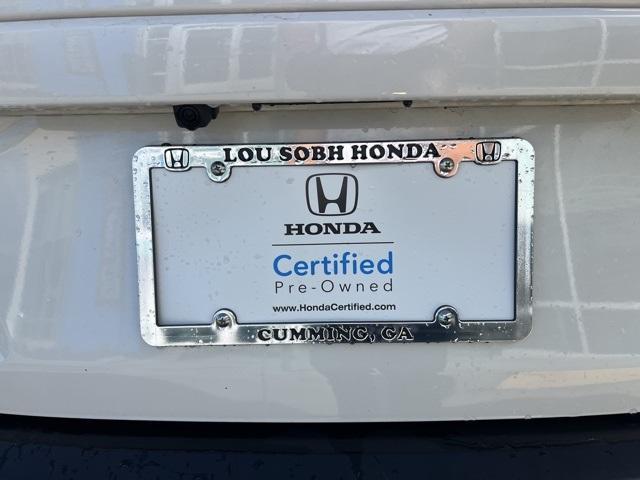 LOU SOBH HONDA
HONDA
Certified
Pre-Owned
www.HondaCertified.com
CUMMING, GA